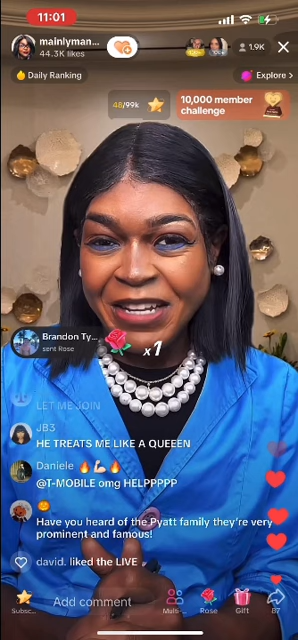 11:01
mainlyman...
44.3K likes
1.9K
Daily Ranking
Explore >
48/99k
10,000 member
challenge
Brandon Ty...
sent Rose
x1
LET ME JOIN
JB3
HE TREATS ME LIKE A QUEEEN
Daniele 🔥💪🏻🔥
@T-MOBILE omg HELPPPPP
Have you heard of the Pyatt family they're very
prominent and famous!
david. liked the LIVE
Subsc...
Add comment
Multi-...
Rose
Gift
287